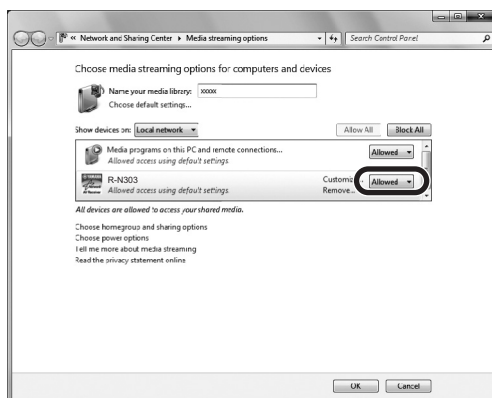 « Network and Sharing Center ▸ Media streaming options
Search Control Panel
Choose media streaming options for computers and devices
Name your media library: xxxxx
Choose default settings...
Show devices on: Local network
Allow All Block All
Media programs on this PC and remote connections...
Allowed access using default settings
Allowed
YAMAHA
R-N303
Allowed access using default settings
Customiz...
Remove...
Allowed
All devices are allowed to access your shared media.
Choose homegroup and sharing options
Choose power options
Tell me more about media streaming
Read the privacy statement online
OK Cancel